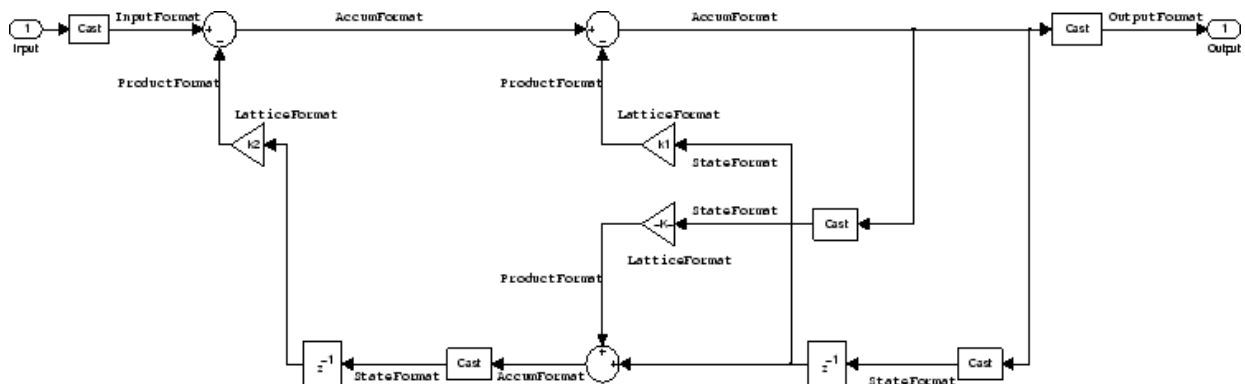 InputFormat AccumFormat AccumFormat OutputFormat
1 Cast + + Cast 1
Input − − Output
ProductFormat ProductFormat
LatticeFormat LatticeFormat
k2 k1
StateFormat
StateFormat
-K- Cast
LatticeFormat
ProductFormat
+
z-1 Cast + z-1 Cast
StateFormat AccumFormat StateFormat